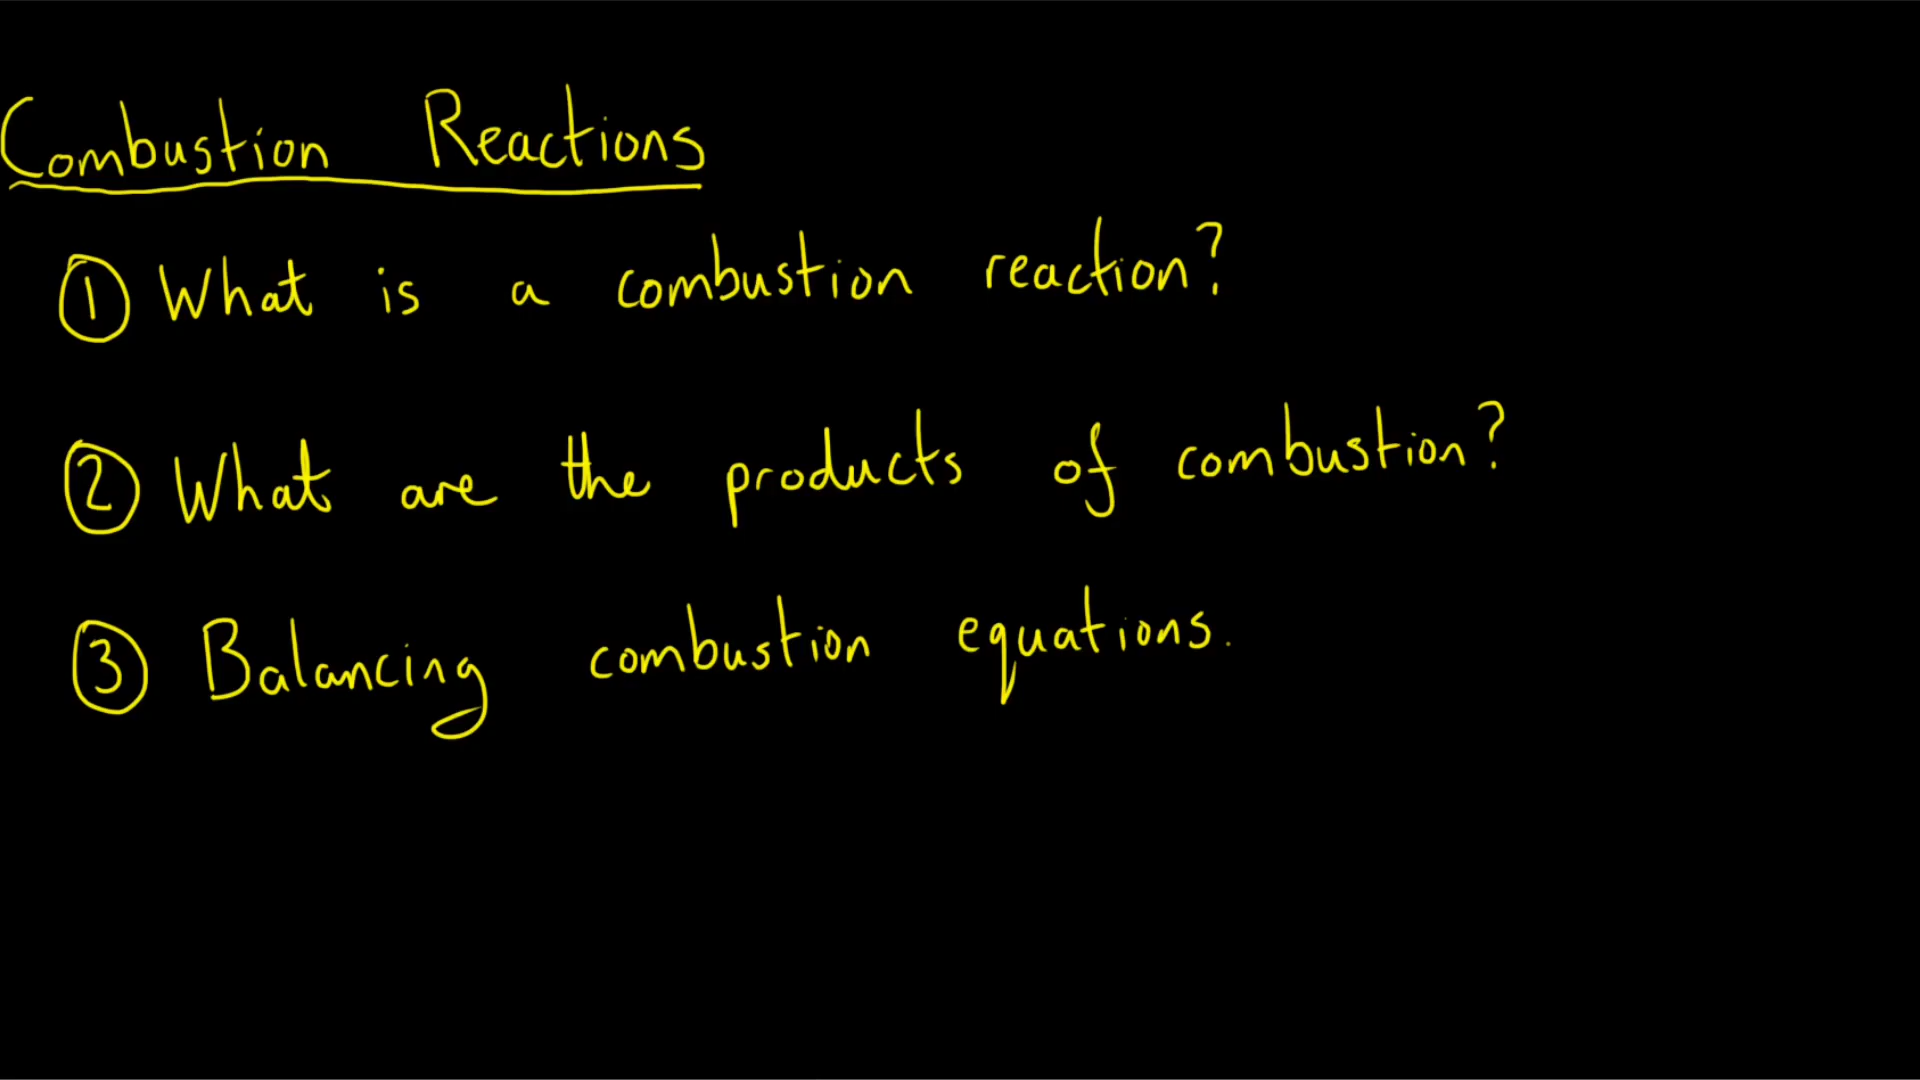 Combustion Reactions
① What is a combustion reaction?
② What are the products of combustion?
③ Balancing combustion equations.